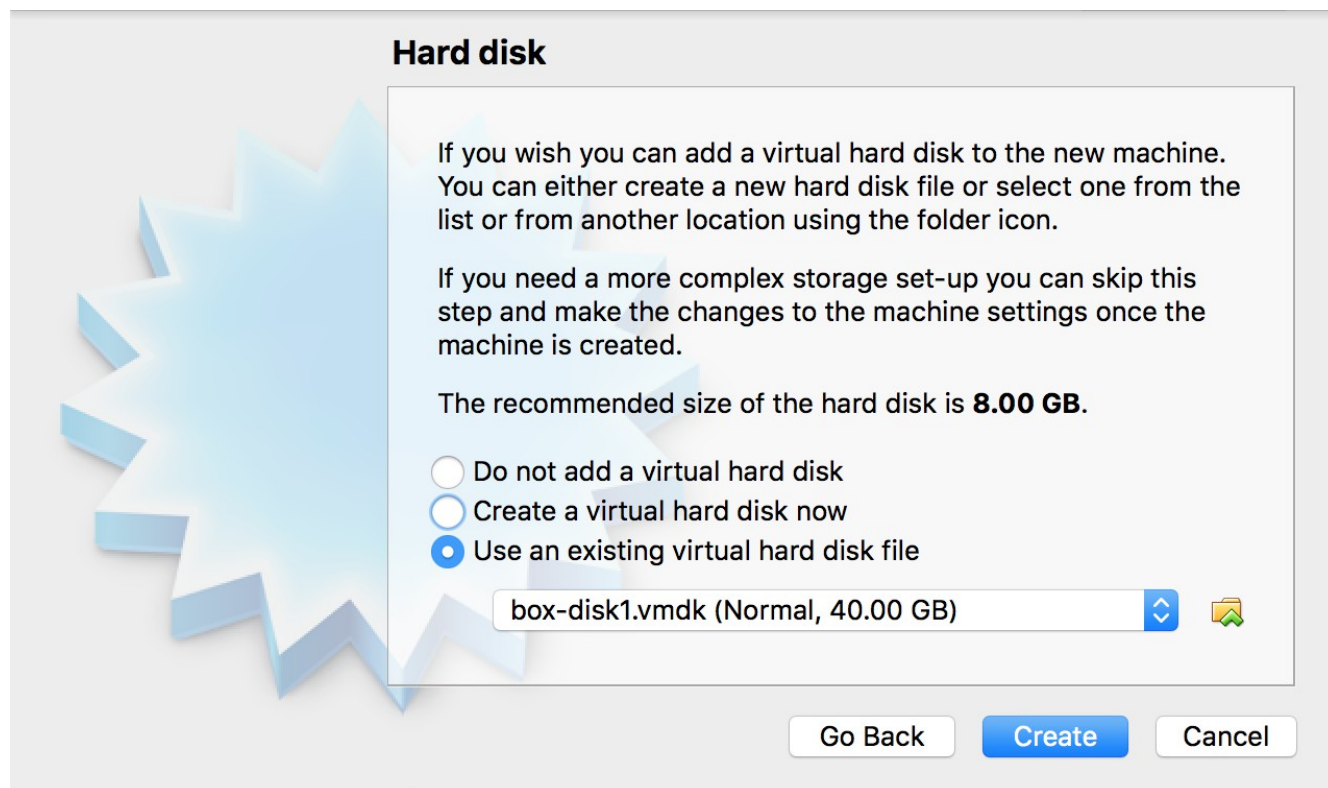 Hard disk
If you wish you can add a virtual hard disk to the new machine.
You can either create a new hard disk file or select one from the
list or from another location using the folder icon.
If you need a more complex storage set-up you can skip this
step and make the changes to the machine settings once the
machine is created.
The recommended size of the hard disk is 8.00 GB.
Do not add a virtual hard disk
Create a virtual hard disk now
Use an existing virtual hard disk file
box-disk1.vmdk (Normal, 40.00 GB)
Go Back
Create
Cancel